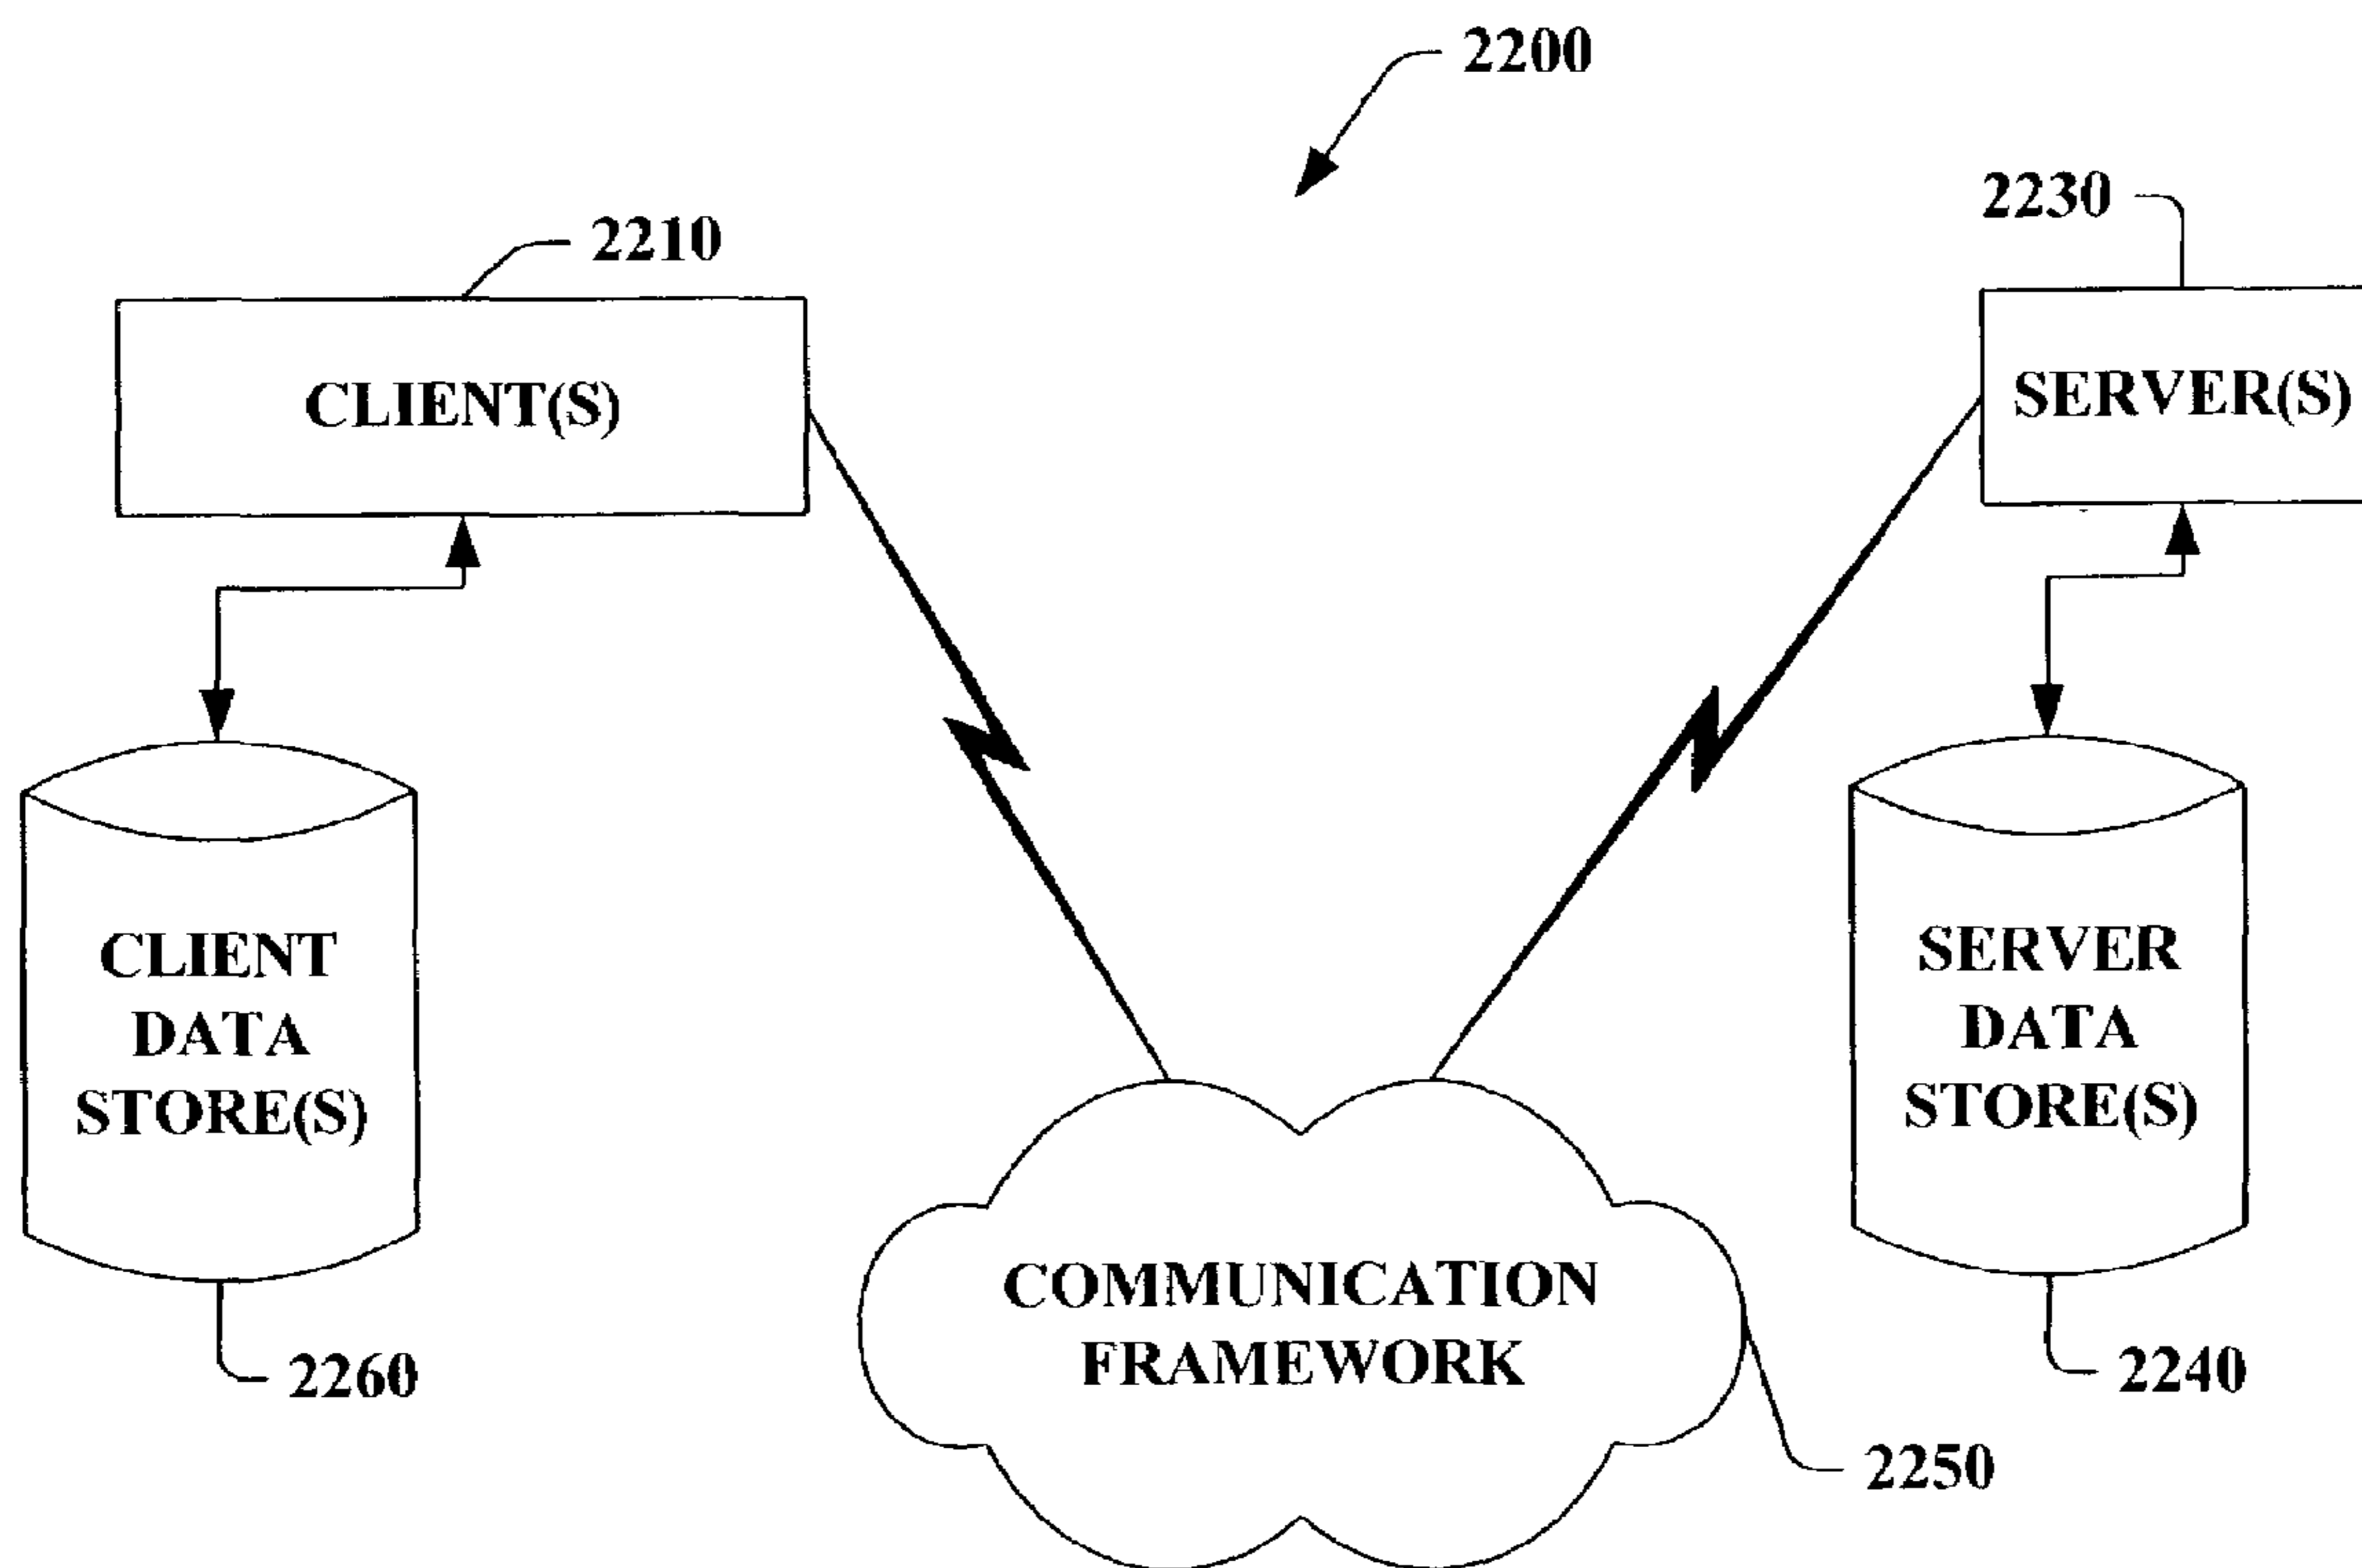 2200
2230
2210
CLIENT(S)
SERVER(S)
CLIENT
DATA
STORE(S)
SERVER
DATA
STORE(S)
COMMUNICATION
FRAMEWORK
2260
2240
2250